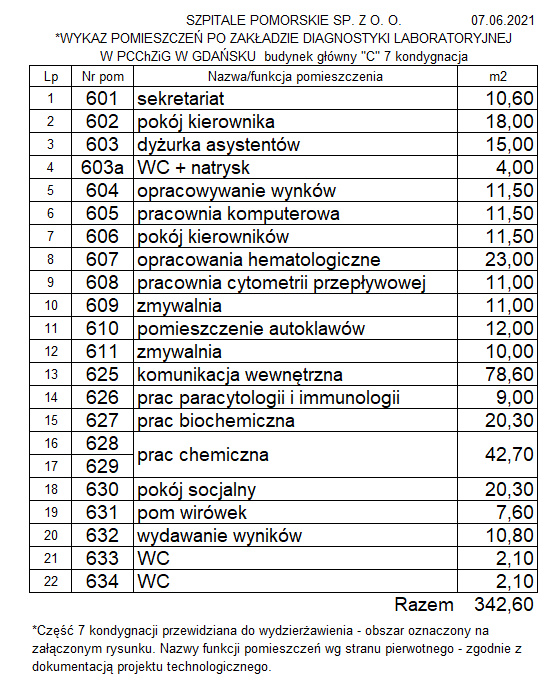 SZPITALE POMORSKIE SP. Z O. O. 07.06.2021
*WYKAZ POMIESZCZEŃ PO ZAKŁADZIE DIAGNOSTYKI LABORATORYJNEJ
W PCChZiG W GDAŃSKU budynek główny "C" 7 kondygnacja
Lp Nr pom Nazwa/funkcja pomieszczenia m2
1 601 sekretariat 10,60
2 602 pokój kierownika 18,00
3 603 dyżurka asystentów 15,00
4 603a WC + natrysk 4,00
5 604 opracowywanie wynków 11,50
6 605 pracownia komputerowa 11,50
7 606 pokój kierowników 11,50
8 607 opracowania hematologiczne 23,00
9 608 pracownia cytometrii przepływowej 11,00
10 609 zmywalnia 11,00
11 610 pomieszczenie autoklawów 12,00
12 611 zmywalnia 10,00
13 625 komunikacja wewnętrzna 78,60
14 626 prac paracytologii i immunologii 9,00
15 627 prac biochemiczna 20,30
16 628
prac chemiczna 42,70
17 629
18 630 pokój socjalny 20,30
19 631 pom wirówek 7,60
20 632 wydawanie wyników 10,80
21 633 WC 2,10
22 634 WC 2,10
Razem 342,60
*Część 7 kondygnacji przewidziana do wydzierżawienia - obszar oznaczony na
załączonym rysunku. Nazwy funkcji pomieszczeń wg stranu pierwotnego - zgodnie z
dokumentacją projektu technologicznego.